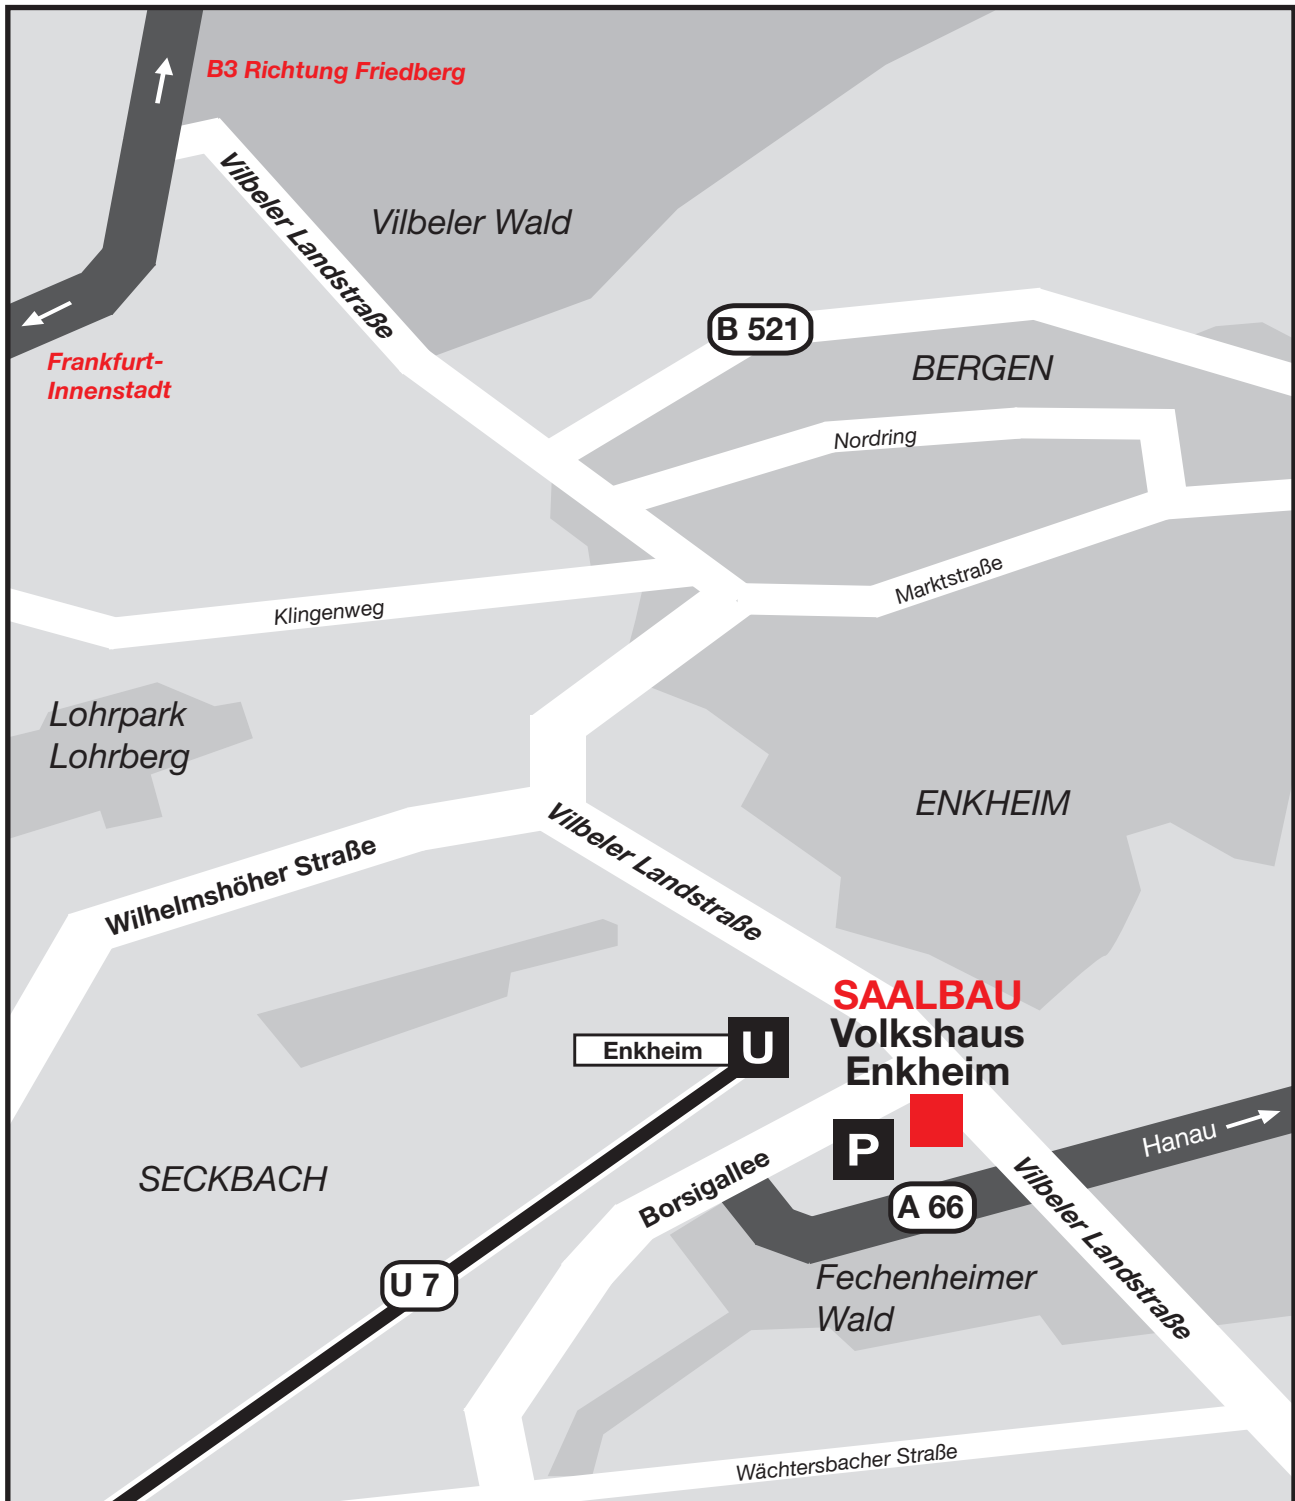 B3 Richtung Friedberg
Vilbeler Landstraße
Vilbeler Wald
B 521
Frankfurt-
Innenstadt
BERGEN
Nordring
Marktstraße
Klingenweg
Lohrpark
Lohrberg
ENKHEIM
Vilbeler Landstraße
Wilhelmshöher Straße
SAALBAU
Volkshaus
Enkheim
Enkheim
U
P
Hanau
Borsigallee
SECKBACH
A 66
Vilbeler Landstraße
U 7
Fechenheimer
Wald
Wächtersbacher Straße